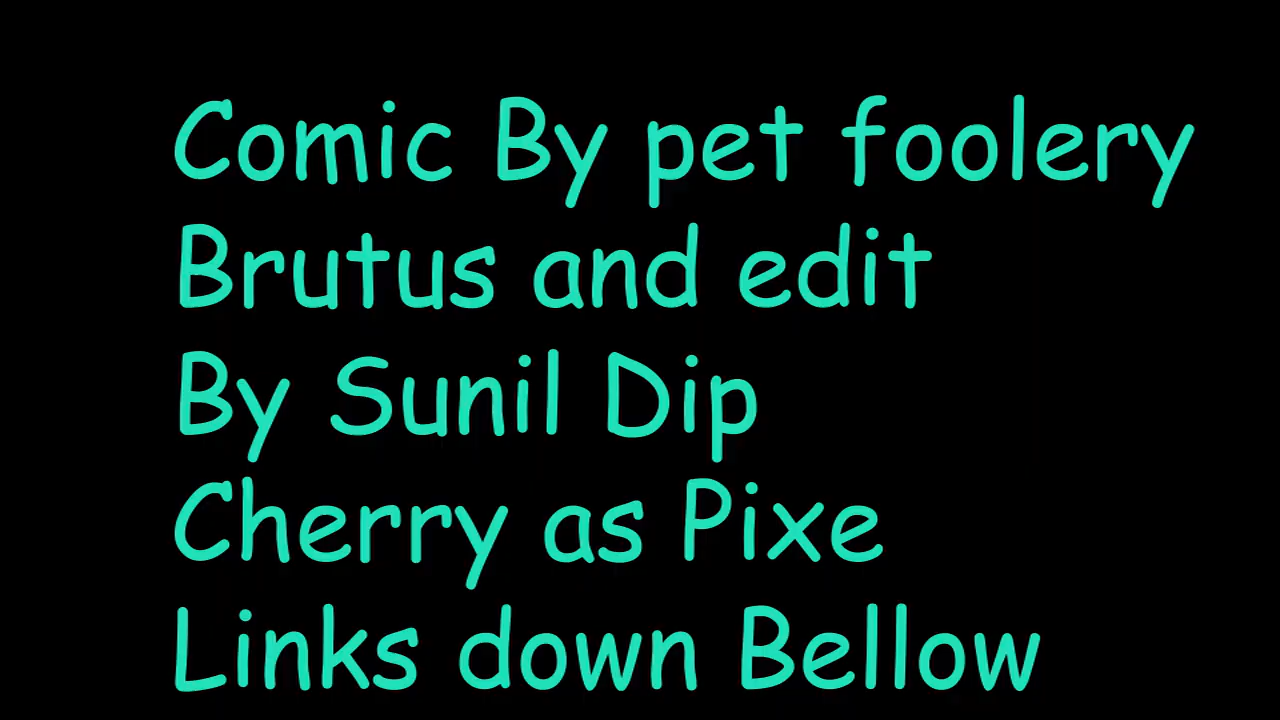 Comic By pet foolery
Brutus and edit
By Sunil Dip
Cherry as Pixe
Links down Bellow